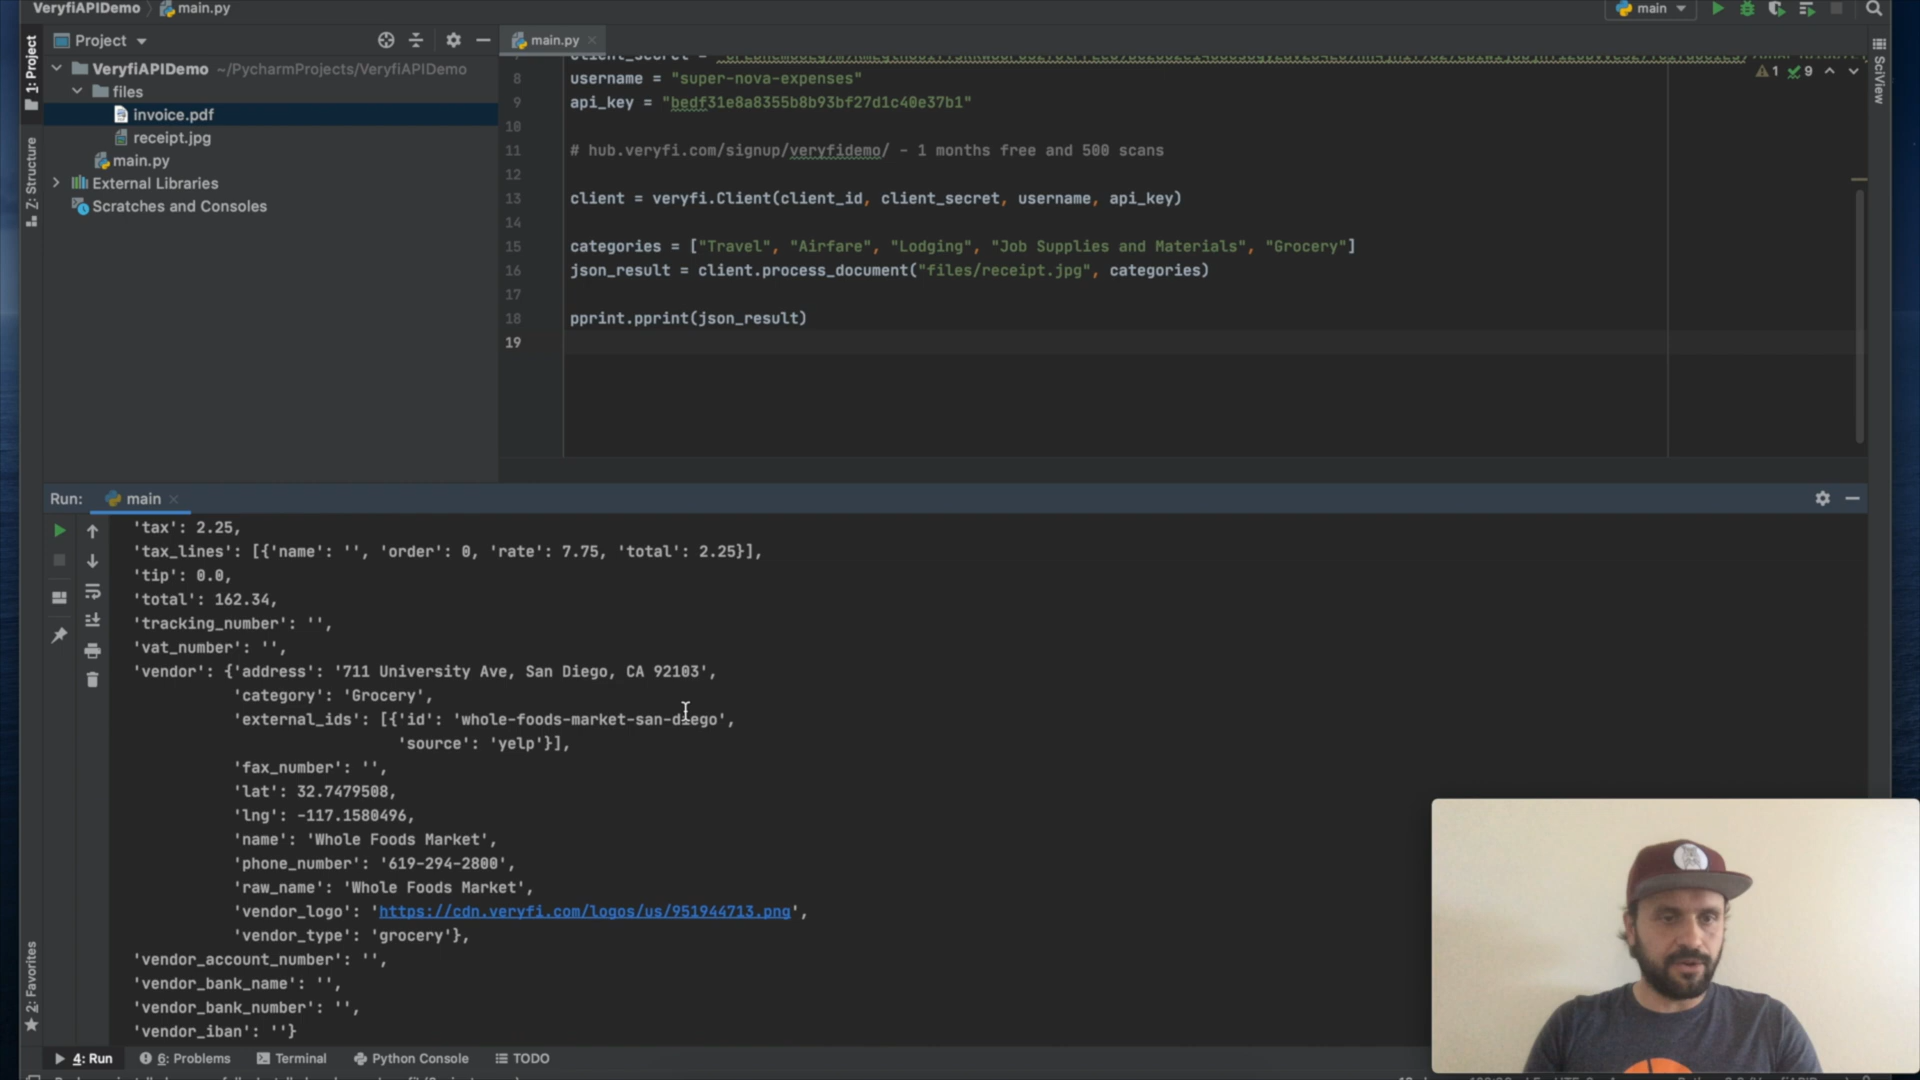 VeryfiAPIDemo
main.py
main
1: Project
Project
main.py
SciView
VeryfiAPIDemo ~/PycharmProjects/VeryfiAPIDemo
files
invoice.pdf
receipt.jpg
main.py
External Libraries
Scratches and Consoles
Z: Structure
1 9
8 username = "super-nova-expenses"
9 api_key = "bedf31e8a8355b8b93bf27d1c40e37b1"
10
11 # hub.veryfi.com/signup/veryfidemo/ - 1 months free and 500 scans
12
13 client = veryfi.Client(client_id, client_secret, username, api_key)
14
15 categories = ["Travel", "Airfare", "Lodging", "Job Supplies and Materials", "Grocery"]
16 json_result = client.process_document("files/receipt.jpg", categories)
17
18 pprint.pprint(json_result)
19
Run: main
'tax': 2.25,
'tax_lines': [{'name': '', 'order': 0, 'rate': 7.75, 'total': 2.25}],
'tip': 0.0,
'total': 162.34,
'tracking_number': '',
'vat_number': '',
'vendor': {'address': '711 University Ave, San Diego, CA 92103',
'category': 'Grocery',
'external_ids': [{'id': 'whole-foods-market-san-diego',
'source': 'yelp'}],
'fax_number': '',
'lat': 32.7479508,
'lng': -117.1580496,
'name': 'Whole Foods Market',
'phone_number': '619-294-2800',
'raw_name': 'Whole Foods Market',
'vendor_logo': 'https://cdn.veryfi.com/logos/us/951944713.png',
'vendor_type': 'grocery'},
'vendor_account_number': '',
'vendor_bank_name': '',
'vendor_bank_number': '',
'vendor_iban': ''}
2: Favorites
4: Run
6: Problems
Terminal
Python Console
TODO